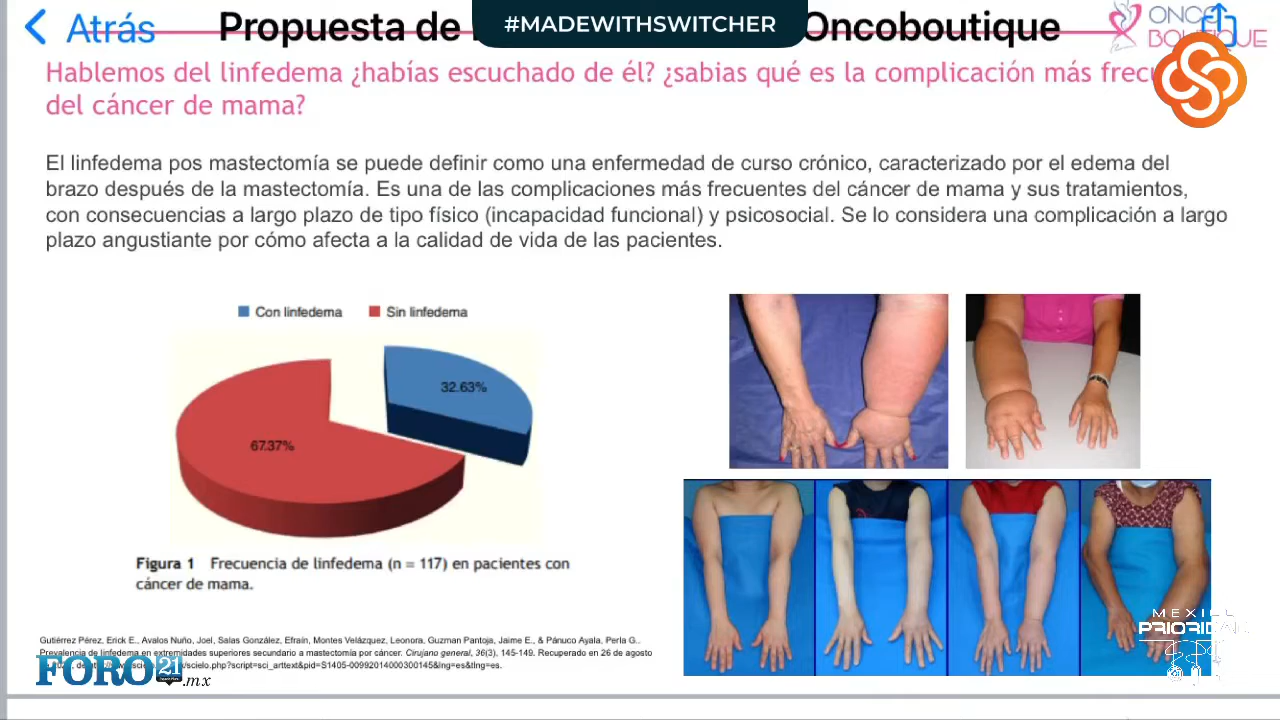 #MADEWITHSWITCHER
Atrás
Propuesta de
Oncoboutique
ONCO
BOUTIQUE
Hablemos del linfedema ¿habías escuchado de él? ¿sabias qué es la complicación más
del cáncer de mama?
El linfedema pos mastectomía se puede definir como una enfermedad de curso crónico, caracterizado por el edema del
brazo después de la mastectomía. Es una de las complicaciones más frecuentes del cáncer de mama y sus tratamientos,
con consecuencias a largo plazo de tipo físico (incapacidad funcional) y psicosocial. Se lo considera una complicación a largo
plazo angustiante por cómo afecta a la calidad de vida de las pacientes.
Con linfedema
Sin linfedema
32.63%
67.37%
Figura 1 Frecuencia de linfedema (n = 117) en pacientes con
cáncer de mama.
Gutiérrez Pérez, Erick E., Avalos Nuño, Joel, Salas González, Efraín, Montes Velázquez, Leonora, Guzman Pantoja, Jaime E., & Pánuco Ayala, Perla G..
Prevalencia de linfedema en extremidades superiores secundario a mastectomía por cáncer. Cirujano general, 36(3), 145-149. Recuperado en 26 de agosto
script=sci_arttext&pid=S1405-00992014000300145&lng=es&tlng=es.
FORO 21
.mx
MEXICO